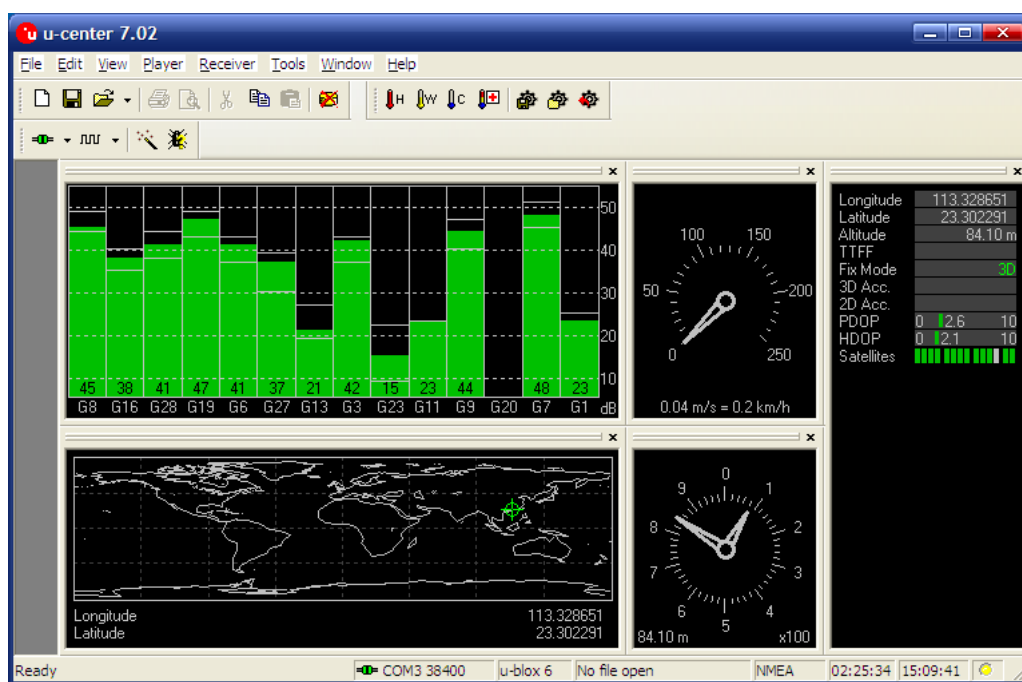 u-center 7.02
File Edit View Player Receiver Tools Window Help
H W C
50
40
30
20
10
45 38 41 47 41 37 21 42 15 23 44 48 23
G8 G16 G28 G19 G6 G27 G13 G3 G23 G11 G9 G20 G7 G1 dB
100 150
50 200
0 250
0.04 m/s = 0.2 km/h
Longitude 113.328651
Latitude 23.302291
Altitude 84.10 m
TTFF
Fix Mode 3D
3D Acc.
2D Acc.
PDOP 0 2.6 10
HDOP 0 2.1 10
Satellites
Longitude 113.328651
Latitude 23.302291
0
9 1
8 2
7 3
6 4
5
84.10 m x100
Ready COM3 38400 u-blox 6 No file open NMEA 02:25:34 15:09:41